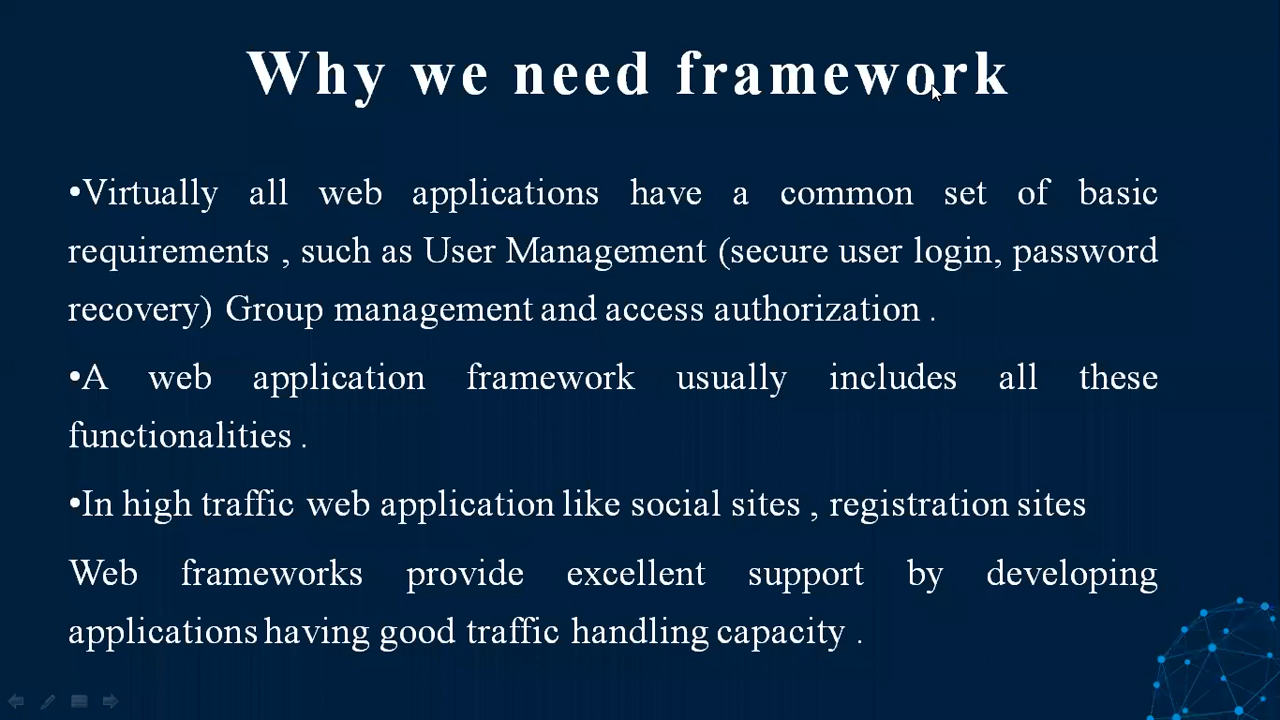 Why we need framework
•Virtually all web applications have a common set of basic
requirements , such as User Management (secure user login, password
recovery) Group management and access authorization .
•A web application framework usually includes all these
functionalities .
•In high traffic web application like social sites , registration sites
Web frameworks provide excellent support by developing
applications having good traffic handling capacity .